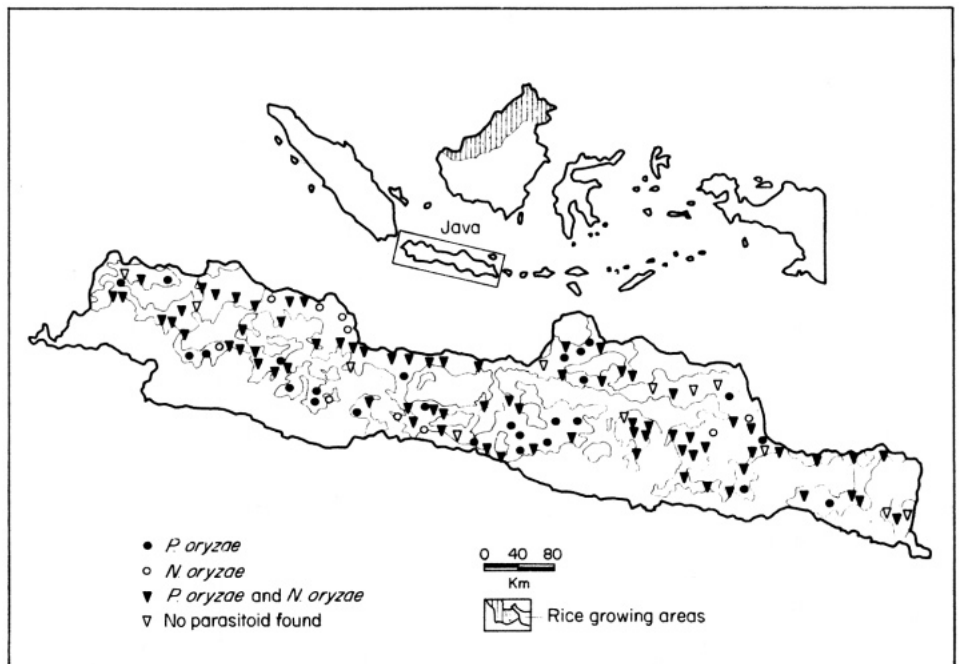 Java
P. oryzae
N. oryzae
P. oryzae and N. oryzae
No parasitoid found
0 40 80
Km
Rice growing areas